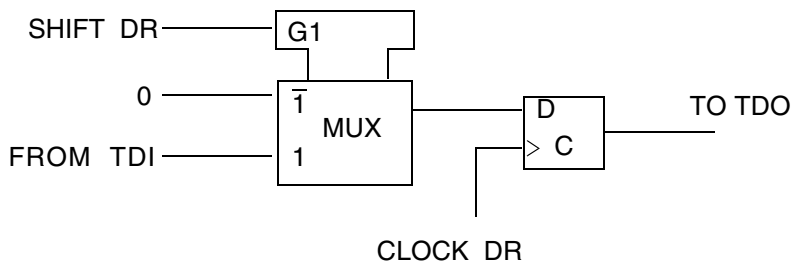 SHIFT DR
G1
0
1̅
MUX
FROM TDI
1
D
C
TO TDO
CLOCK DR